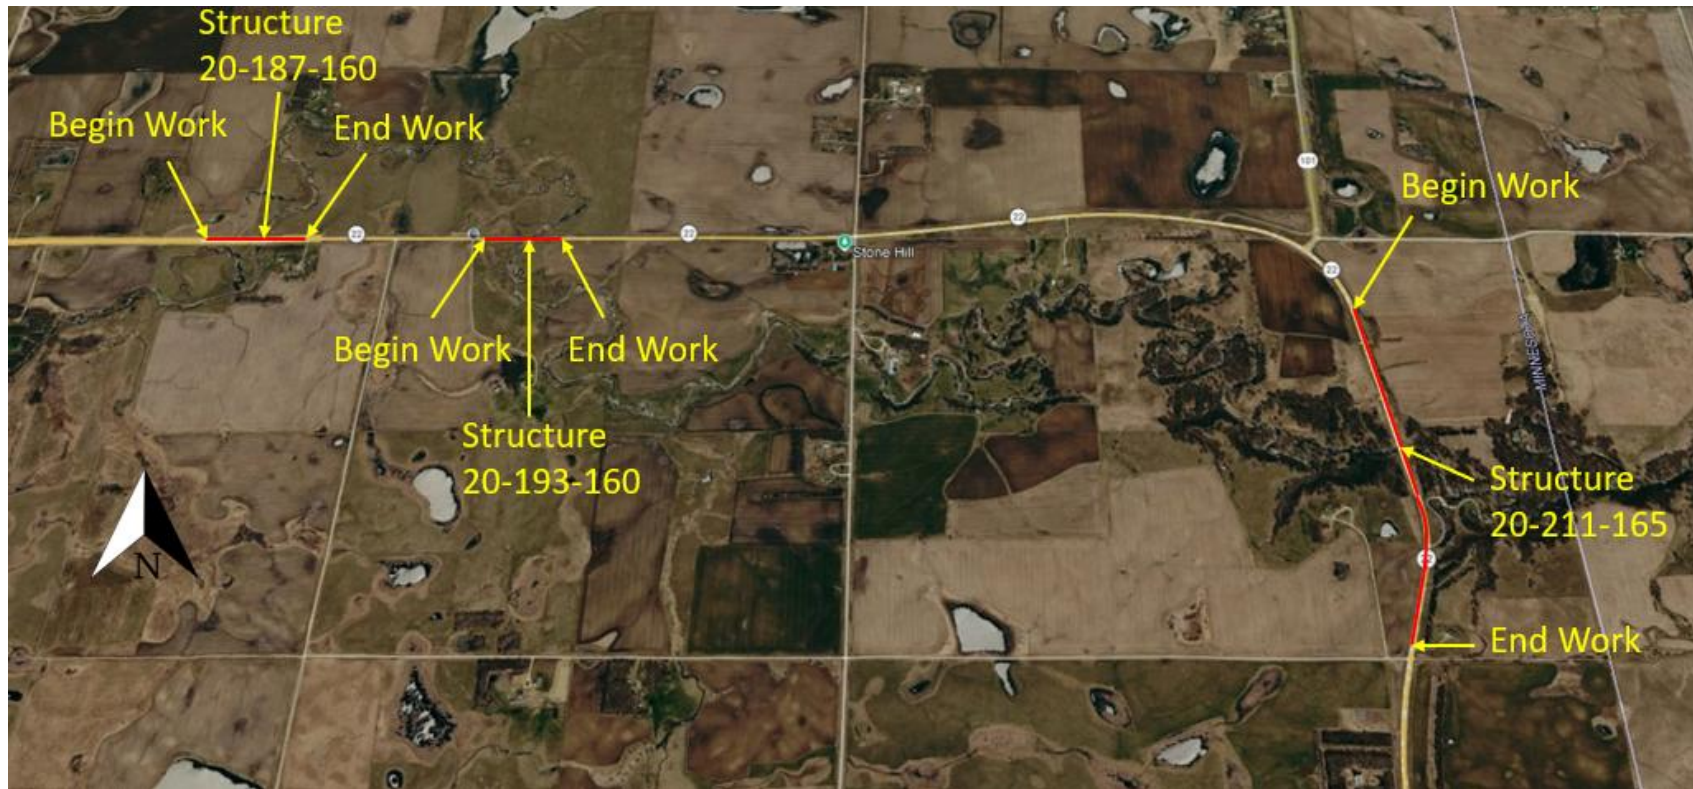 Structure
20-187-160
Begin Work
End Work
101
Begin Work
22
22
22
22
Stone Hill
Begin Work
End Work
MINNESOTA
Structure
20-193-160
Structure
20-211-165
22
End Work
N